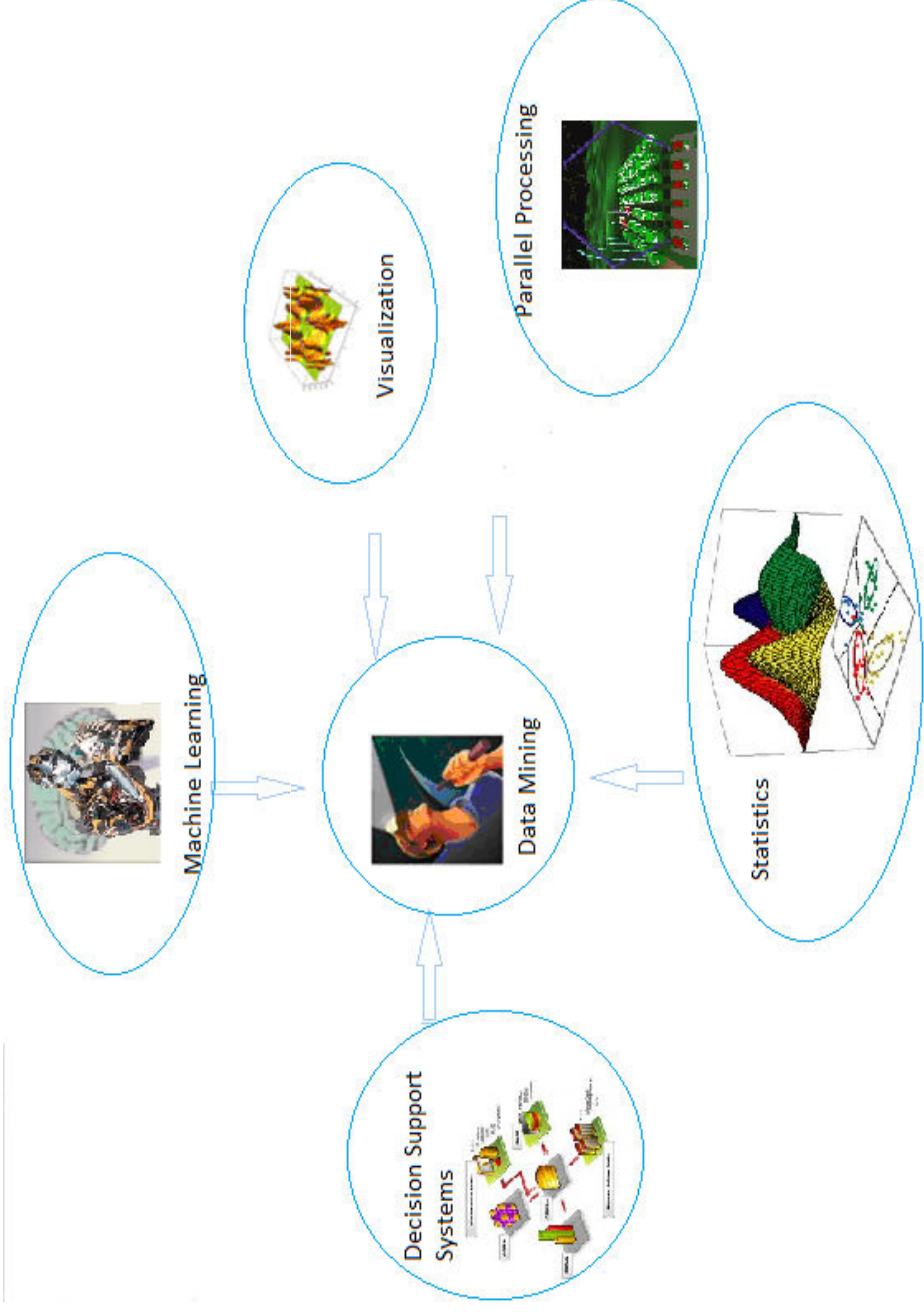 Machine Learning
Visualization
Parallel Processing
Data Mining
Decision Support
Systems
Statistics